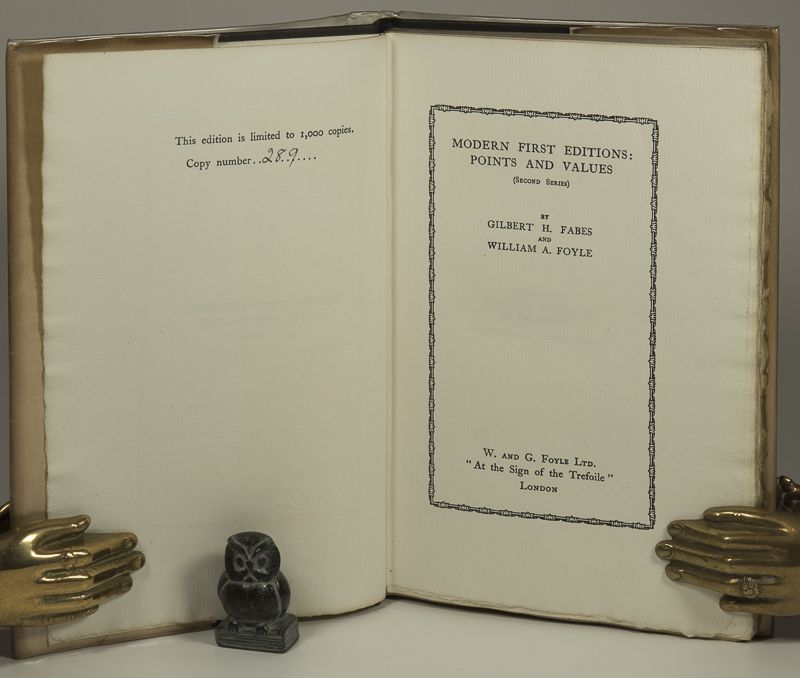 This edition is limited to 1,000 copies.
Copy number..289....
MODERN FIRST EDITIONS:
POINTS AND VALUES
(Second Series)
BY
GILBERT H. FABES
AND
WILLIAM A. FOYLE
W. and G. Foyle Ltd.
"At the Sign of the Trefoile"
London